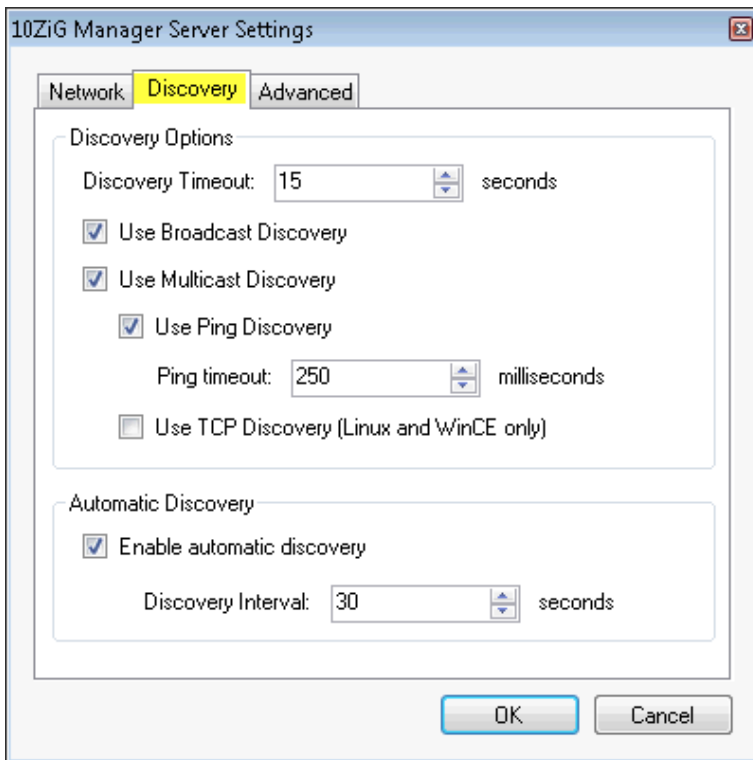 10ZiG Manager Server Settings
Network Discovery Advanced
Discovery Options
Discovery Timeout: 15 seconds
Use Broadcast Discovery
Use Multicast Discovery
Use Ping Discovery
Ping timeout: 250 milliseconds
Use TCP Discovery (Linux and WinCE only)
Automatic Discovery
Enable automatic discovery
Discovery Interval: 30 seconds
OK Cancel